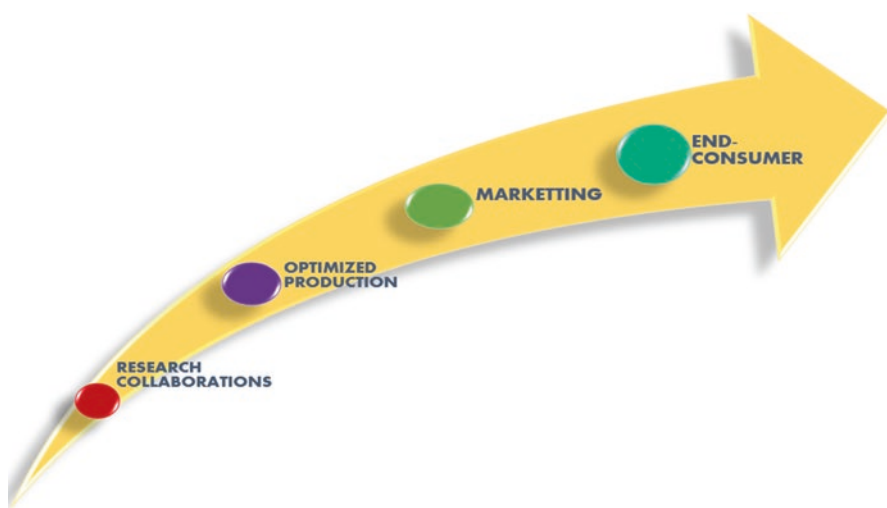 END-
CONSUMER
MARKETTING
OPTIMIZED
PRODUCTION
RESEARCH
COLLABORATIONS